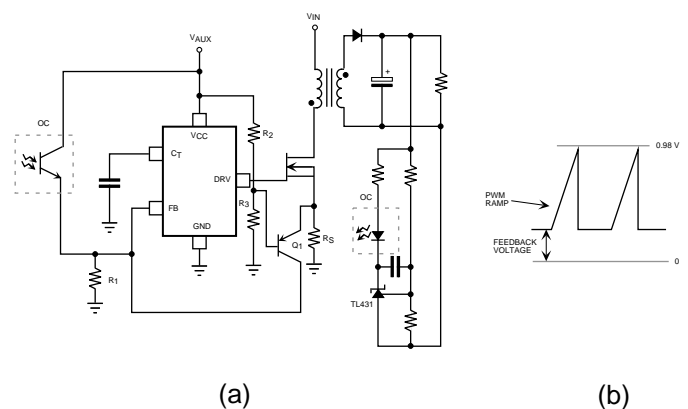 VIN
VAUX
OC
VCC
R2
CT
DRV
FB
R3
GND
Q1
RS
R1
OC
TL431
+
0.98 V
PWM
RAMP
FEEDBACK
VOLTAGE
0
(a)
(b)